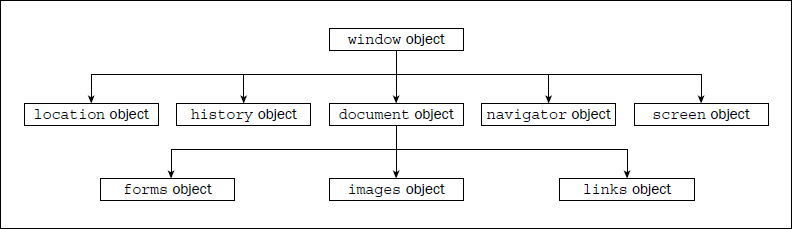 window object
location object
history object
document object
navigator object
screen object
forms object
images object
links object